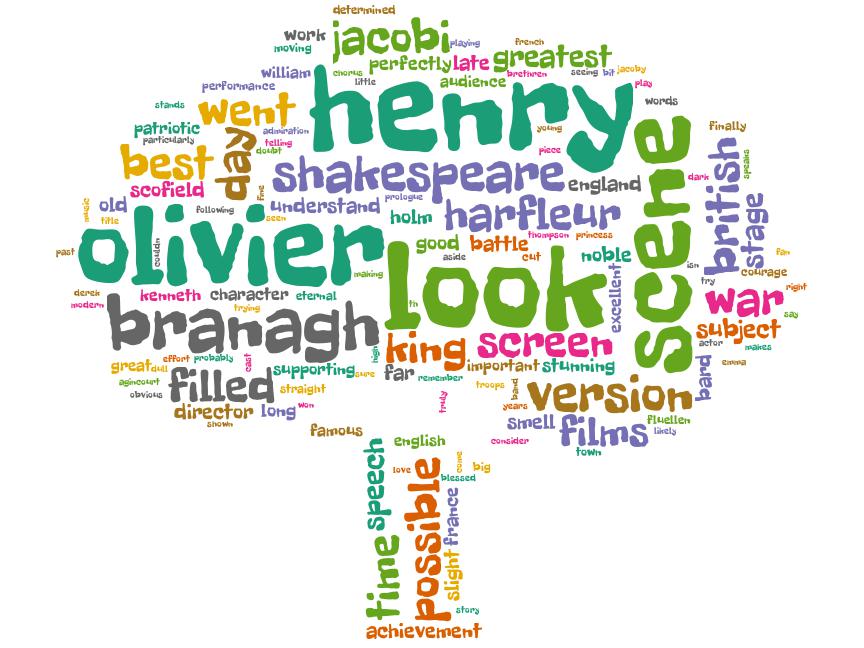 determined
work
jacobi
playing
french
moving
perfectly
late
greatest
william
chorus
little
audience
brethren
seeing
bit
jacoby
performance
henry
play
stands
went
words
patriotic
particularly
day
admiration
telling
doubt
young
piece
scene
finally
british
speaks
best
scofield
fine
shakespeare
england
dark
old
music
title
following
understand
seen
prologue
holm
harfleur
stage
olivier
couldn
past
good
aside
battle
thompson
princess
cut
noble
isn
try
courage
fan
making
look
excellent
derek
modern
kenneth
character
eternal
trying
th
war
right
say
branagh
king
screen
subject
actor
makes
great
dull
effort
probably
cast
supporting
sure
high
far
remember
important
stunning
bard
emma
agincourt
obvious
filled
straight
troops
band
version
director
long
won
shown
truly
years
smell
films
fluellen
likely
famous
english
consider
town
time
speech
love
possible
come
blessed
big
france
slight
story
achievement